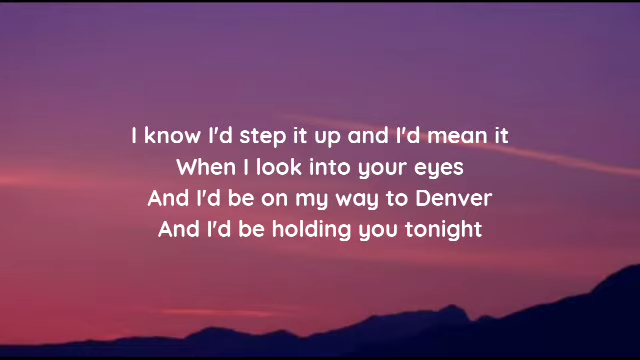 I know I'd step it up and I'd mean it
When I look into your eyes
And I'd be on my way to Denver
And I'd be holding you tonight